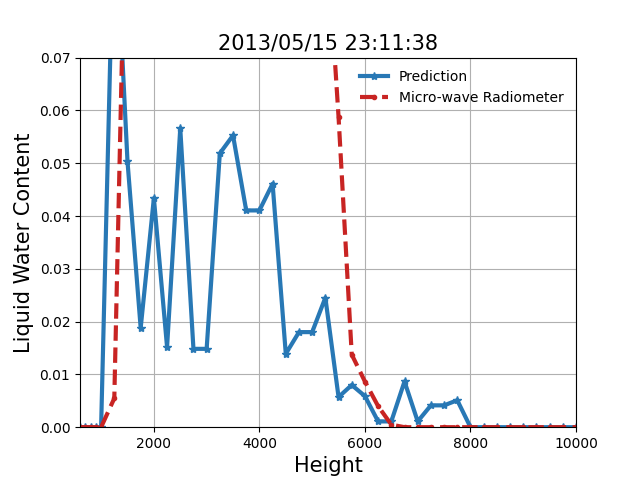 2013/05/15 23:11:38
0.07
0.06
0.05
0.04
0.03
0.02
0.01
0.00
Liquid Water Content
Prediction
Micro-wave Radiometer
2000 4000 6000 8000 10000
Height